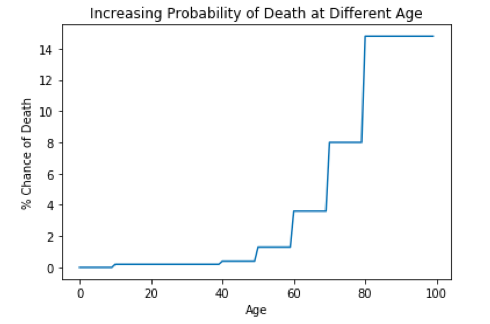 Increasing Probability of Death at Different Age
% Chance of Death
14
12
10
8
6
4
2
0
0 20 40 60 80 100
Age